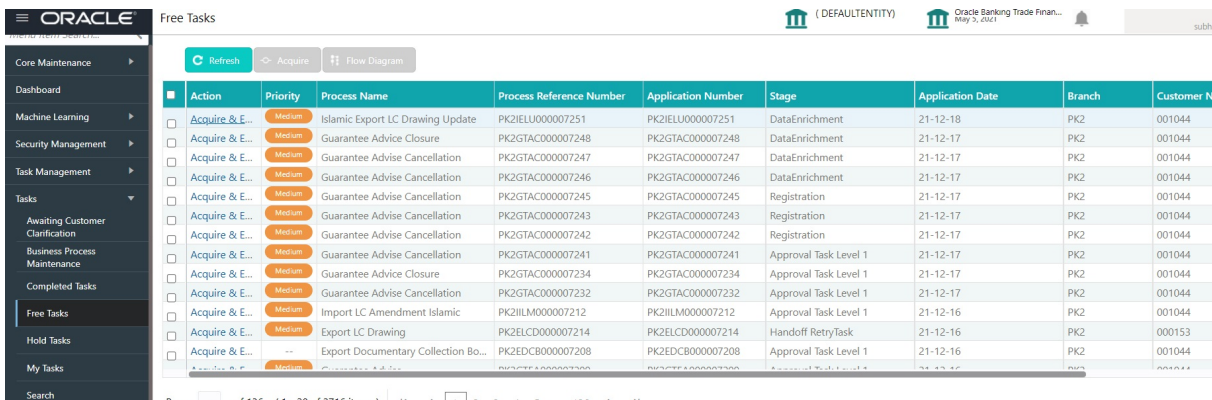 ORACLE
Free Tasks
( DEFAULTENTITY)
Oracle Banking Trade Finan...
May 5, 2021
subh
Menu Item Search...
Core Maintenance
Dashboard
Machine Learning
Security Management
Task Management
Tasks
Awaiting Customer
Clarification
Business Process
Maintenance
Completed Tasks
Free Tasks
Hold Tasks
My Tasks
Search
Refresh Acquire Flow Diagram
Action Priority Process Name Process Reference Number Application Number Stage Application Date Branch Customer N
Acquire & E... Medium Islamic Export LC Drawing Update PK2IELU000007251 PK2IELU000007251 DataEnrichment 21-12-18 PK2 001044
Acquire & E... Medium Guarantee Advice Closure PK2GTAC000007248 PK2GTAC000007248 DataEnrichment 21-12-17 PK2 001044
Acquire & E... Medium Guarantee Advise Cancellation PK2GTAC000007247 PK2GTAC000007247 DataEnrichment 21-12-17 PK2 001044
Acquire & E... Medium Guarantee Advise Cancellation PK2GTAC000007246 PK2GTAC000007246 DataEnrichment 21-12-17 PK2 001044
Acquire & E... Medium Guarantee Advise Cancellation PK2GTAC000007245 PK2GTAC000007245 Registration 21-12-17 PK2 001044
Acquire & E... Medium Guarantee Advise Cancellation PK2GTAC000007243 PK2GTAC000007243 Registration 21-12-17 PK2 001044
Acquire & E... Medium Guarantee Advise Cancellation PK2GTAC000007242 PK2GTAC000007242 Registration 21-12-17 PK2 001044
Acquire & E... Medium Guarantee Advise Cancellation PK2GTAC000007241 PK2GTAC000007241 Approval Task Level 1 21-12-17 PK2 001044
Acquire & E... Medium Guarantee Advice Closure PK2GTAC000007234 PK2GTAC000007234 Approval Task Level 1 21-12-17 PK2 001044
Acquire & E... Medium Guarantee Advise Cancellation PK2GTAC000007232 PK2GTAC000007232 Approval Task Level 1 21-12-17 PK2 001044
Acquire & E... Medium Import LC Amendment Islamic PK2IILM000007212 PK2IILM000007212 Approval Task Level 1 21-12-16 PK2 001044
Acquire & E... Medium Export LC Drawing PK2ELCD000007214 PK2ELCD000007214 Handoff RetryTask 21-12-16 PK2 000153
Acquire & E... -- Export Documentary Collection Bo... PK2EDCB000007208 PK2EDCB000007208 Approval Task Level 1 21-12-16 PK2 001044